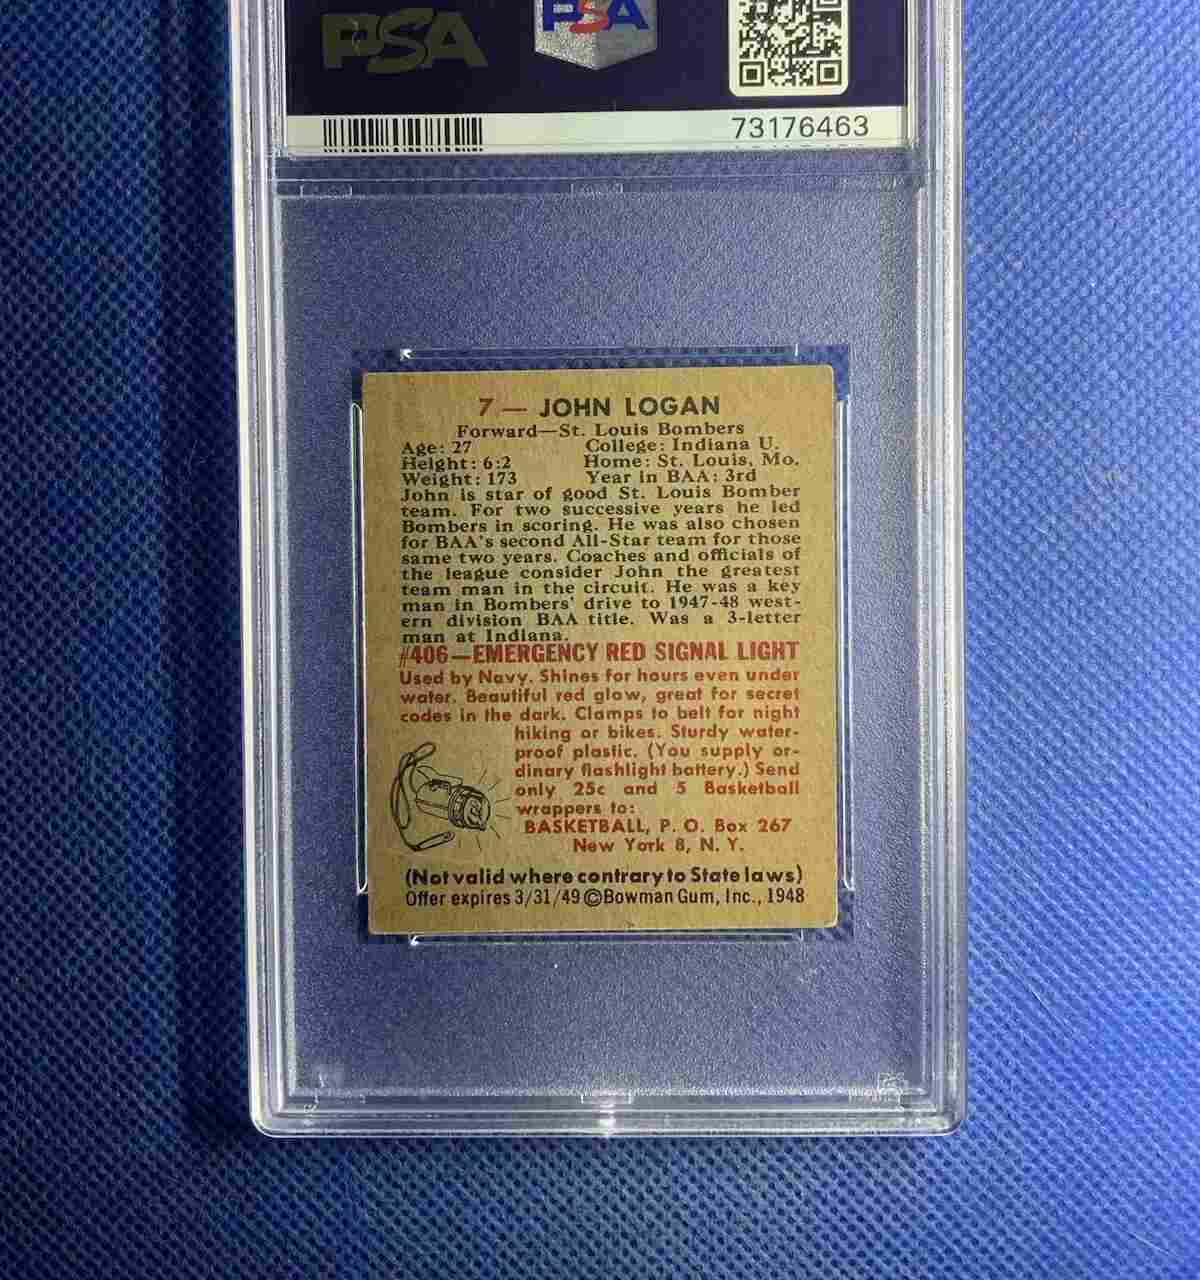 PSA
PSA
73176463
7 — JOHN LOGAN
Forward—St. Louis Bombers
Age: 27 College: Indiana U.
Height: 6:2 Home: St. Louis, Mo.
Weight: 173 Year in BAA: 3rd
John is star of good St. Louis Bomber
team. For two successive years he led
Bombers in scoring. He was also chosen
for BAA's second All-Star team for those
same two years. Coaches and officials of
the league consider John the greatest
team man in the circuit. He was a key
man in Bombers' drive to 1947-48 west-
ern division BAA title. Was a 3-letter
man at Indiana.
#406—EMERGENCY RED SIGNAL LIGHT
Used by Navy. Shines for hours even under
water. Beautiful red glow, great for secret
codes in the dark. Clamps to belt for night
hiking or bikes. Sturdy water-
proof plastic. (You supply or-
dinary flashlight battery.) Send
only 25c and 5 Basketball
wrappers to:
BASKETBALL, P. O. Box 267
New York 8, N. Y.
(Not valid where contrary to State laws)
Offer expires 3/31/49 ©Bowman Gum, Inc., 1948